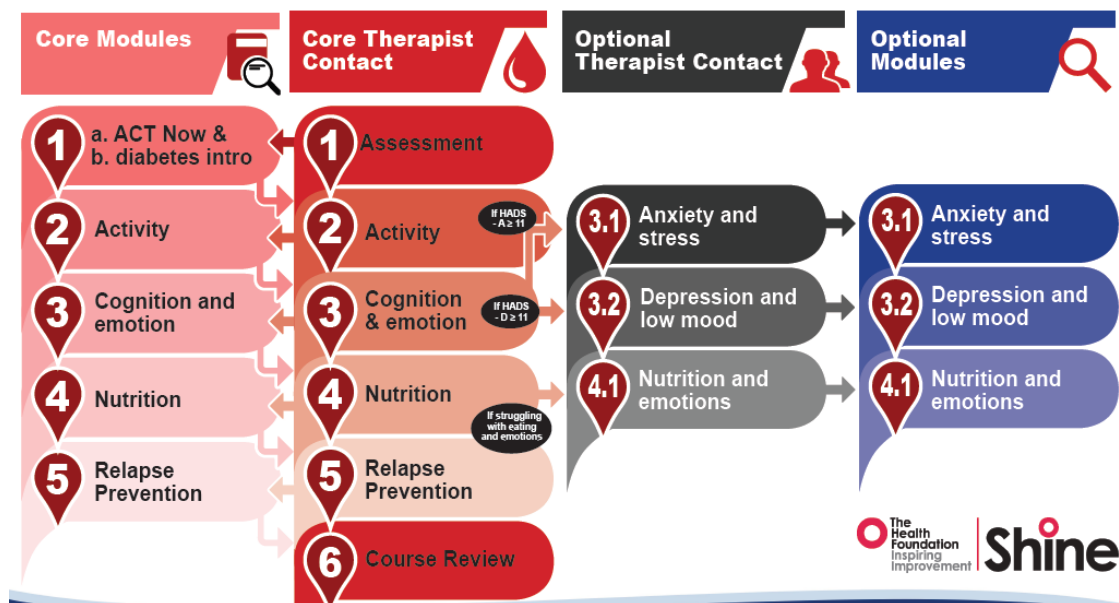 Core Modules
Core Therapist
Contact
Optional
Therapist Contact
Optional
Modules
1
a. ACT Now &
b. diabetes intro
2
Activity
3
Cognition and
emotion
4
Nutrition
5
Relapse
Prevention
1
Assessment
2
Activity
If HADS
- A ≥ 11
3
Cognition
& emotion
If HADS
- D ≥ 11
4
Nutrition
If struggling
with eating
and emotions
5
Relapse
Prevention
6
Course Review
3.1
Anxiety and
stress
3.2
Depression and
low mood
4.1
Nutrition and
emotions
3.1
Anxiety and
stress
3.2
Depression and
low mood
4.1
Nutrition and
emotions
The
Health
Foundation
Inspiring
Improvement
Shine